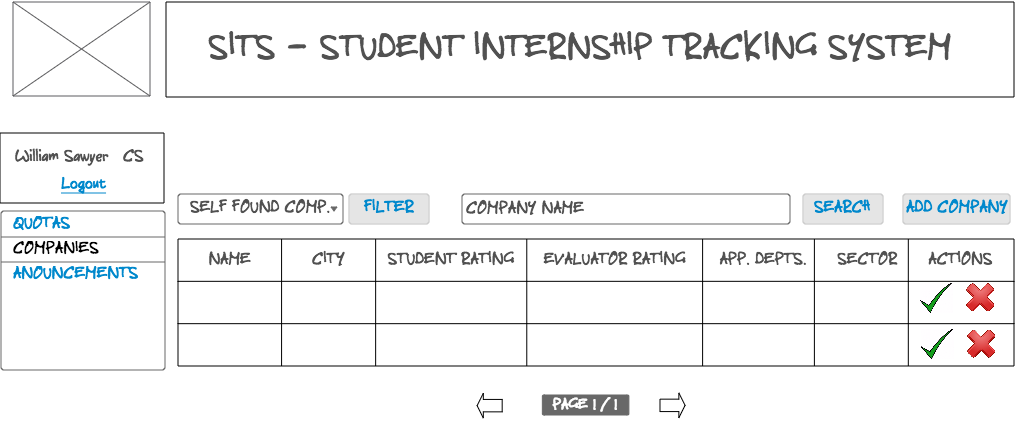 SITS - STUDENT INTERNSHIP TRACKING SYSTEM
William Sawyer CS
Logout
QUOTAS
COMPANIES
ANOUNCEMENTS
SELF FOUND COMP. FILTER COMPANY NAME SEARCH ADD COMPANY
NAME CITY STUDENT RATING EVALUATOR RATING APP. DEPTS. SECTOR ACTIONS
PAGE 1 / 1